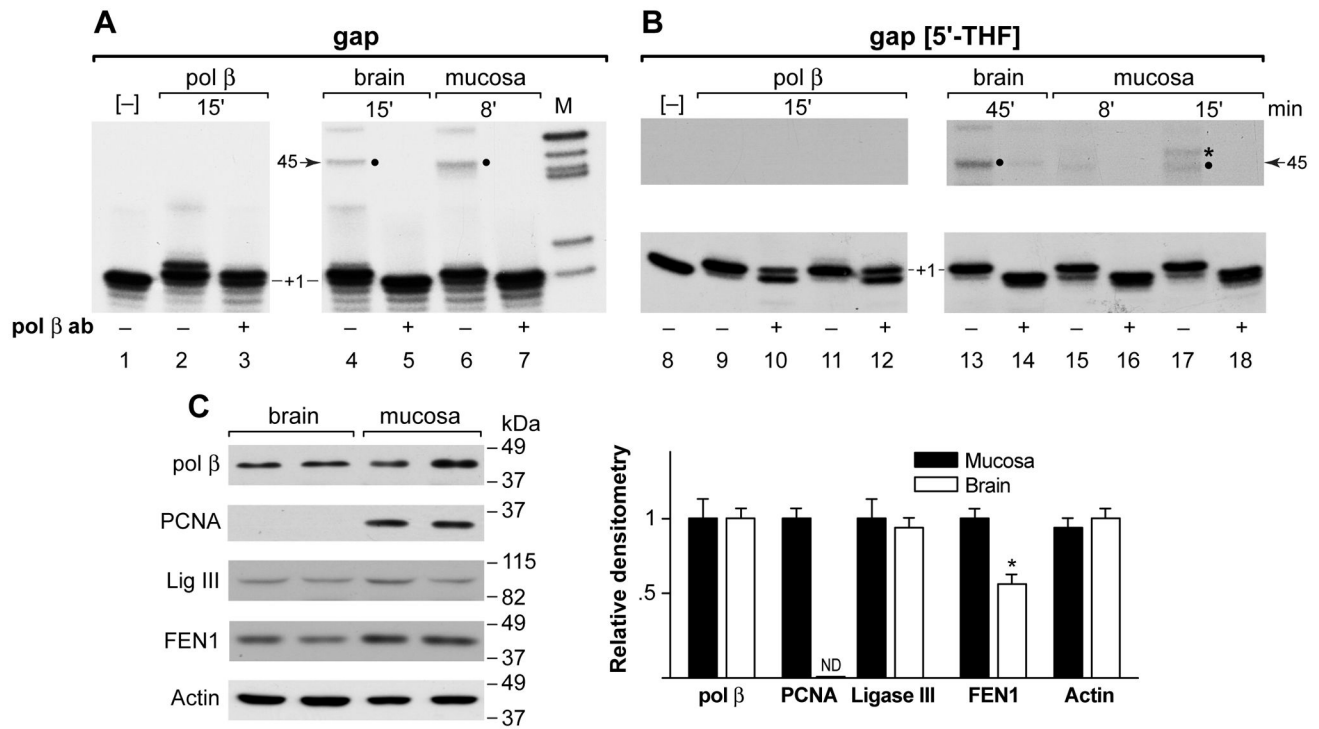 A
gap
pol β
brain
mucosa
[–]
15'
15'
8'
M
45
•
•
–+1–
pol β ab
– – + – + – +
1 2 3 4 5 6 7
B
gap [5'-THF]
pol β
brain
mucosa
[–]
15'
45'
8'
15'
min
•
*
•
45
-+1-
– – + – + – + – + – +
8 9 10 11 12 13 14 15 16 17 18
C
brain
mucosa
kDa
pol β
– 49
– 37
PCNA
– 37
Lig III
– 115
– 82
FEN1
– 49
– 37
Actin
– 49
– 37
Relative densitometry
Mucosa
Brain
1
.5
ND
*
pol β PCNA Ligase III FEN1 Actin